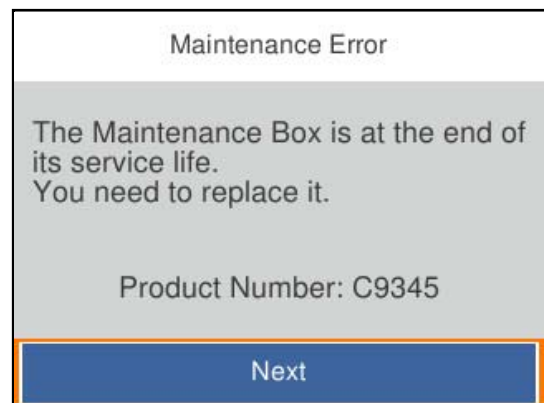 Maintenance Error
The Maintenance Box is at the end of
its service life.
You need to replace it.
Product Number: C9345
Next